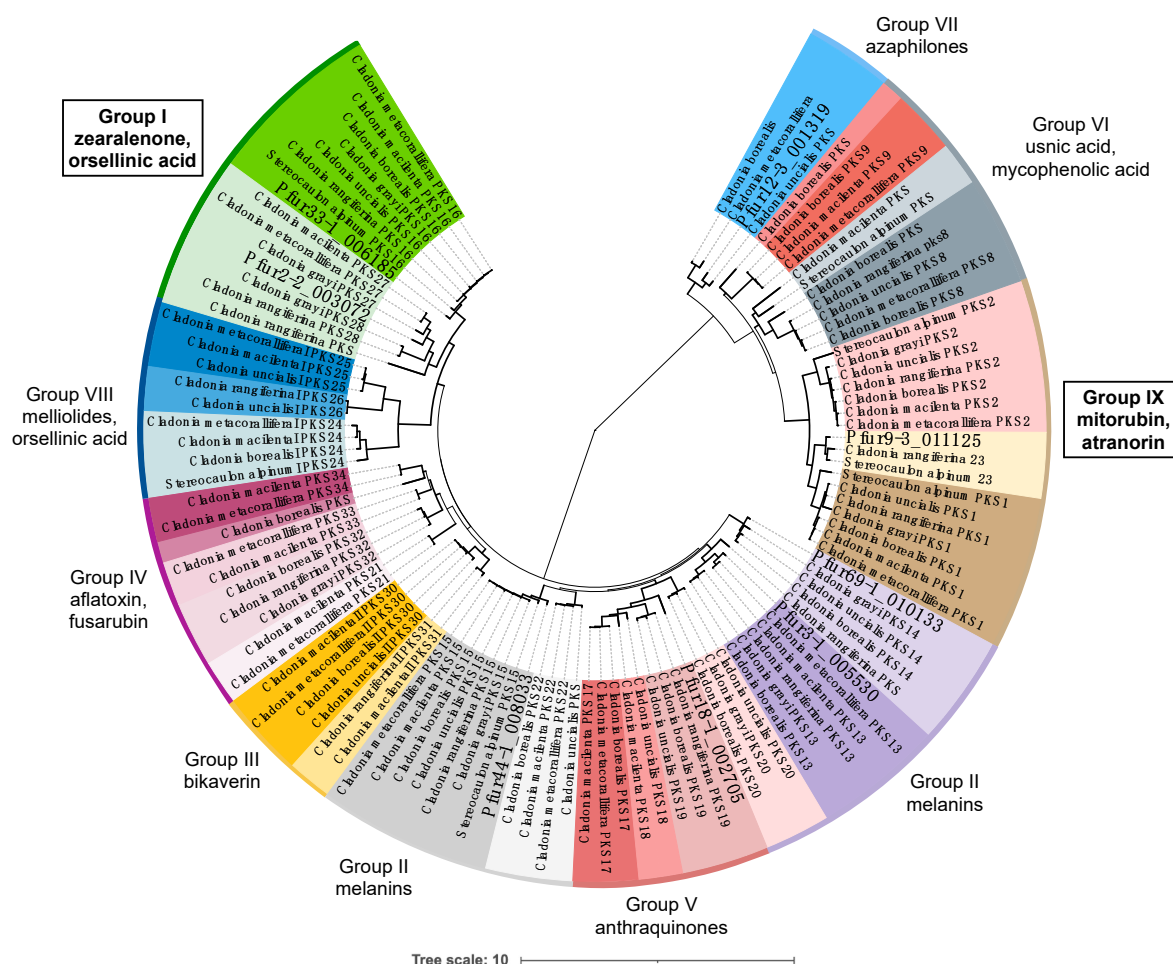 Group VII
azaphilones
Group I
zearalenone,
orsellinic acid
Group VI
usnic acid,
mycophenolic acid
Group VIII
melliolides,
orsellinic acid
Group IX
mitorubin,
atranorin
Group IV
aflatoxin,
fusarubin
Group III
bikaverin
Group II
melanins
Group V
anthraquinones
Group II
melanins
Cladonia metacorallifera PKS16
Cladonia macilenta PKS16
Cladonia borealis PKS16
Cladonia grayi PKS16
Cladonia uncialis PKS16
Cladonia rangiferina PKS16
Stereocaulon alpinum PKS16
Pfur33-1_006185
Cladonia macilenta PKS27
Cladonia metacorallifera PKS27
Cladonia grayi PKS27
Pfur2-2_003072
Cladonia grayi PKS28
Cladonia rangiferina PKS28
Cladonia rangiferina PKS
Cladonia metacorallifera IPKS25
Cladonia macilenta IPKS25
Cladonia uncialis IPKS25
Cladonia rangiferina IPKS26
Cladonia uncialis IPKS26
Cladonia metacorallifera IPKS24
Cladonia macilenta IPKS24
Cladonia borealis IPKS24
Stereocaulon alpinum IPKS24
Cladonia macilenta PKS34
Cladonia metacorallifera PKS34
Cladonia borealis PKS
Cladonia metacorallifera PKS33
Cladonia macilenta PKS33
Cladonia borealis PKS32
Cladonia rangiferina PKS32
Cladonia grayi PKS32
Cladonia macilenta PKS21
Cladonia metacorallifera PKS21
Cladonia macilenta IIPKS30
Cladonia metacorallifera IIPKS30
Cladonia borealis IIPKS30
Cladonia uncialis IIPKS30
Cladonia rangiferina IIPKS31
Cladonia macilenta IIPKS31
Cladonia metacorallifera PKS15
Cladonia macilenta PKS15
Cladonia borealis PKS15
Cladonia uncialis PKS15
Cladonia rangiferina PKS15
Cladonia grayi PKS15
Stereocaulon alpinum PKS15
Pfur44-1_008033
Cladonia borealis PKS22
Cladonia macilenta PKS22
Cladonia metacorallifera PKS22
Cladonia uncialis PKS
Cladonia macilenta PKS17
Cladonia metacorallifera PKS17
Cladonia borealis PKS17
Cladonia macilenta PKS18
Cladonia uncialis PKS18
Cladonia borealis PKS19
Cladonia uncialis PKS19
Cladonia rangiferina PKS19
Pfur18-1_002705
Cladonia borealis PKS20
Cladonia grayi PKS20
Cladonia uncialis PKS20
Cladonia borealis PKS13
Cladonia grayi PKS13
Cladonia rangiferina PKS13
Cladonia macilenta PKS13
Cladonia metacorallifera PKS13
Pfur3-1_005530
Cladonia rangiferina PKS
Cladonia borealis PKS14
Cladonia uncialis PKS14
Cladonia grayi PKS14
Pfur69-1_010133
Cladonia metacorallifera PKS1
Cladonia macilenta PKS1
Cladonia borealis PKS1
Cladonia grayi PKS1
Cladonia rangiferina PKS1
Cladonia uncialis PKS1
Stereocaulon alpinum PKS1
Stereocaulon alpinum 23
Cladonia rangiferina 23
Pfur9-3_011125
Cladonia metacorallifera PKS2
Cladonia macilenta PKS2
Cladonia borealis PKS2
Cladonia rangiferina PKS2
Cladonia uncialis PKS2
Cladonia grayi PKS2
Stereocaulon alpinum PKS2
Cladonia borealis PKS8
Cladonia metacorallifera PKS8
Cladonia uncialis PKS8
Cladonia rangiferina pks8
Cladonia borealis PKS
Stereocaulon alpinum PKS
Cladonia macilenta PKS
Cladonia metacorallifera PKS9
Cladonia macilenta PKS9
Cladonia borealis PKS9
Cladonia borealis PKS
Cladonia uncialis PKS
Pfur12-3_001319
Cladonia metacorallifera
Cladonia borealis
Tree scale: 10